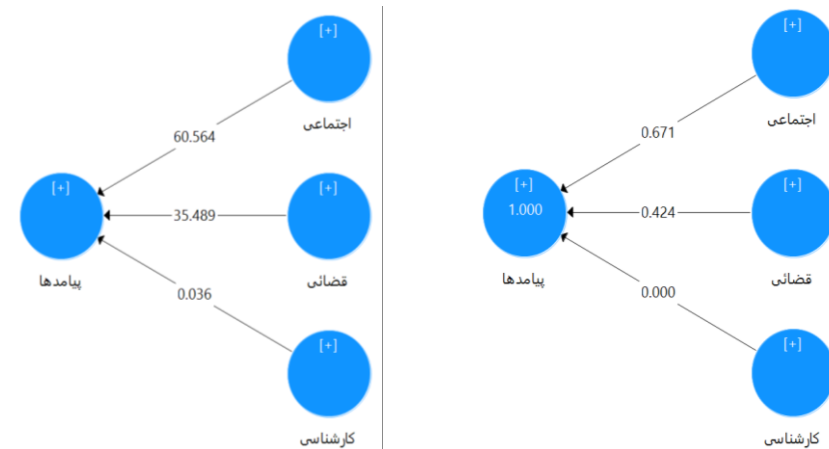 [+]
اجتماعی
60.564
[+]
پیامدها
35.489
[+]
قضائی
0.036
[+]
کارشناسی
[+]
اجتماعی
0.671
[+]
1.000
پیامدها
0.424
[+]
قضائی
0.000
[+]
کارشناسی